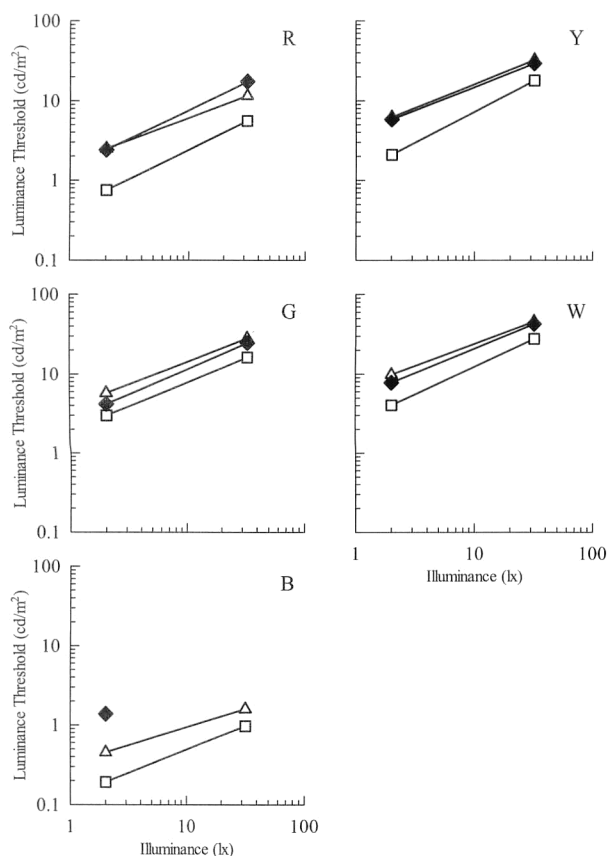 R
100
10
1
0.1
Luminance Threshold (cd/m²)
Y
G
100
10
1
0.1
Luminance Threshold (cd/m²)
W
1 10 100
Illuminance (lx)
B
100
10
1
0.1
Luminance Threshold (cd/m²)
1 10 100
Illuminance (lx)